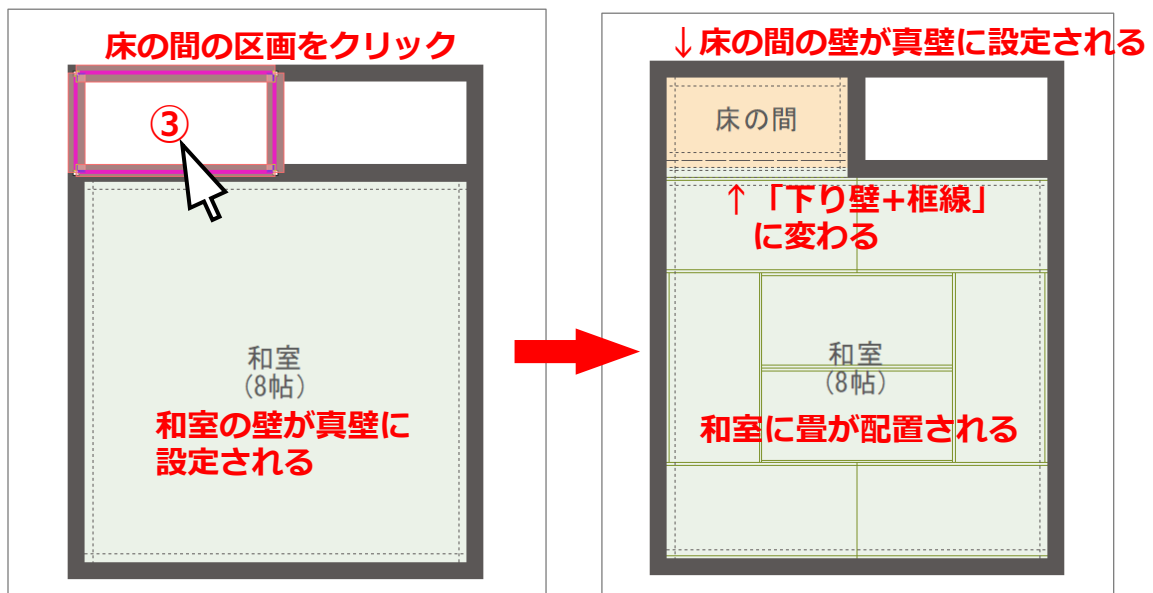 床の間の区画をクリック
③
和室
(8帖)
和室の壁が真壁に
設定される
↓床の間の壁が真壁に設定される
床の間
↑「下り壁+框線」
に変わる
和室
(8帖)
和室に畳が配置される